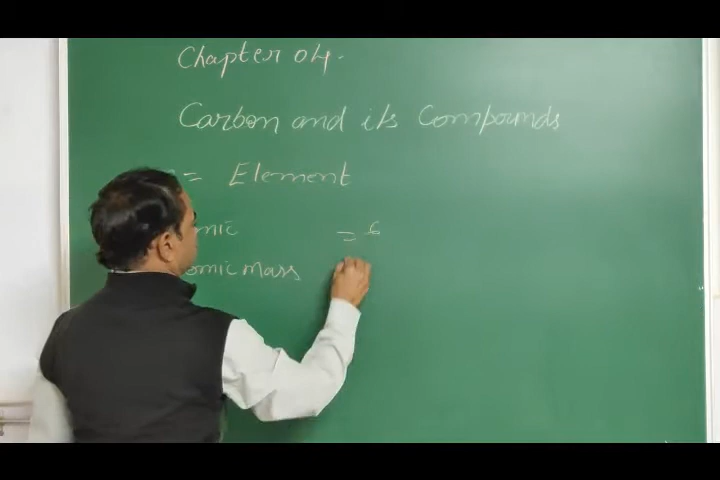 Chapter 04.
Carbon and its Compounds
= Element
mic = 6
omic Mass